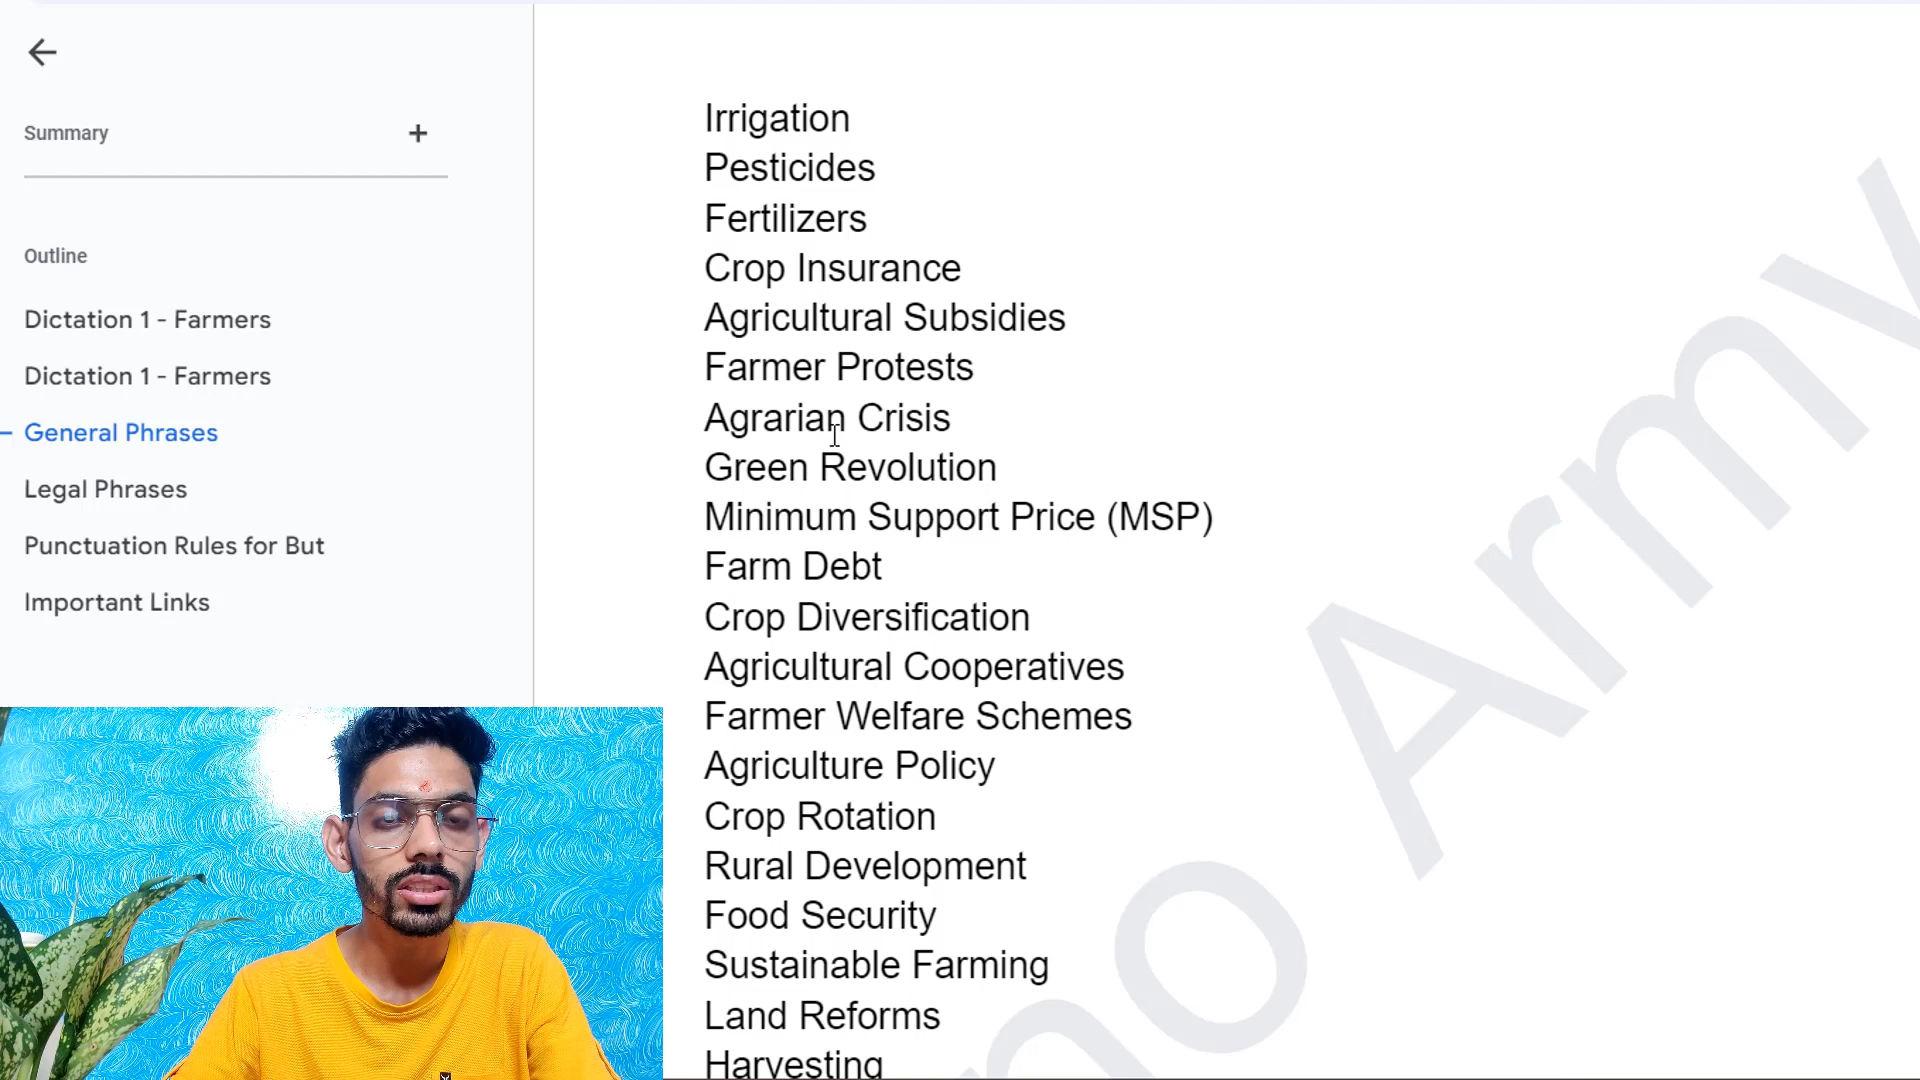 Summary
Outline
Dictation 1 - Farmers
Dictation 1 - Farmers
General Phrases
Legal Phrases
Punctuation Rules for But
Important Links
Irrigation
Pesticides
Fertilizers
Crop Insurance
Agricultural Subsidies
Farmer Protests
Agrarian Crisis
Green Revolution
Minimum Support Price (MSP)
Farm Debt
Crop Diversification
Agricultural Cooperatives
Farmer Welfare Schemes
Agriculture Policy
Crop Rotation
Rural Development
Food Security
Sustainable Farming
Land Reforms
Harvesting
no Army